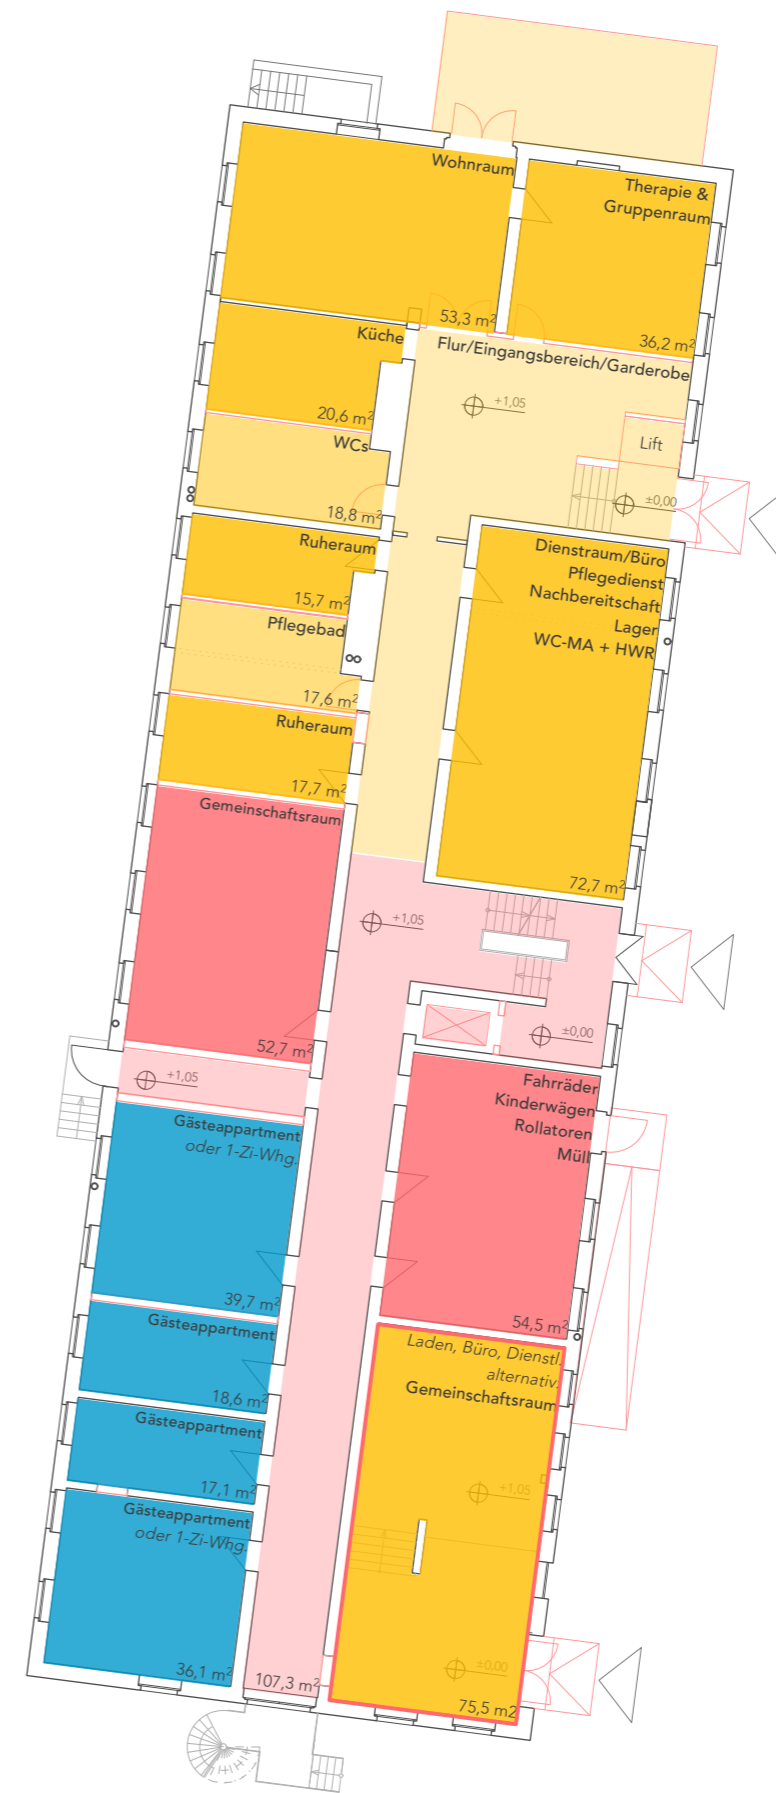 Wohnraum
53,3 m²
Therapie &
Gruppenraum
36,2 m²
Küche
20,6 m²
Flur/Eingangsbereich/Garderobe
+1,05
Lift
±0,00
WCs
18,8 m²
Ruheraum
15,7 m²
Pflegebad
17,6 m²
Ruheraum
17,7 m²
Dienstraum/Büro
Pflegedienst
Nachbereitschaft
Lager
WC-MA + HWR
72,7 m²
Gemeinschaftsraum
52,7 m²
+1,05
±0,00
+1,05
Fahrräder
Kinderwägen
Rollatoren
Müll
54,5 m²
Gästeappartment
oder 1-Zi-Whg.
39,7 m²
Gästeappartment
18,6 m²
Gästeappartment
17,1 m²
Gästeappartment
oder 1-Zi-Whg.
36,1 m²
107,3 m²
Laden, Büro, Dienstl.
alternativ.
Gemeinschaftsraum
+1,05
±0,00
75,5 m2